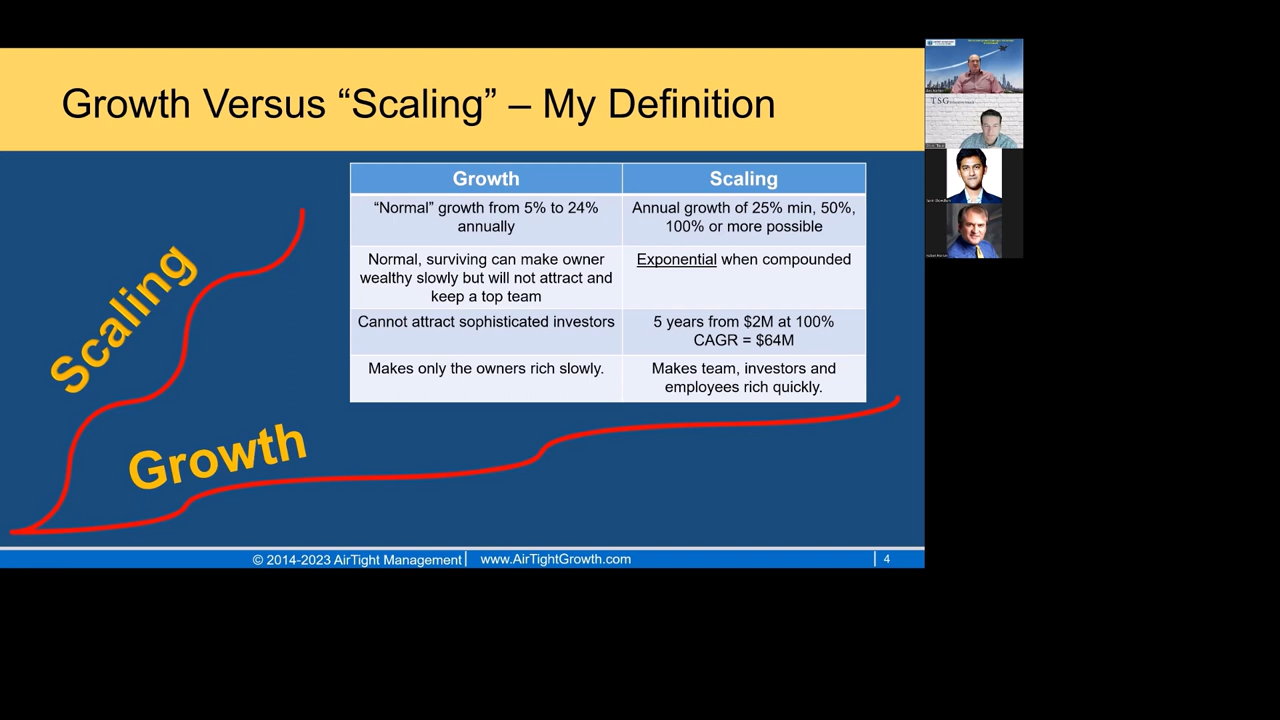 Growth Versus “Scaling” – My Definition
Growth
Scaling
“Normal” growth from 5% to 24%
annually
Annual growth of 25% min, 50%,
100% or more possible
Normal, surviving can make owner
wealthy slowly but will not attract and
keep a top team
Exponential when compounded
Cannot attract sophisticated investors
5 years from $2M at 100%
CAGR = $64M
Makes only the owners rich slowly.
Makes team, investors and
employees rich quickly.
Scaling
Growth
© 2014-2023 AirTight Management
www.AirTightGrowth.com
4
TSG